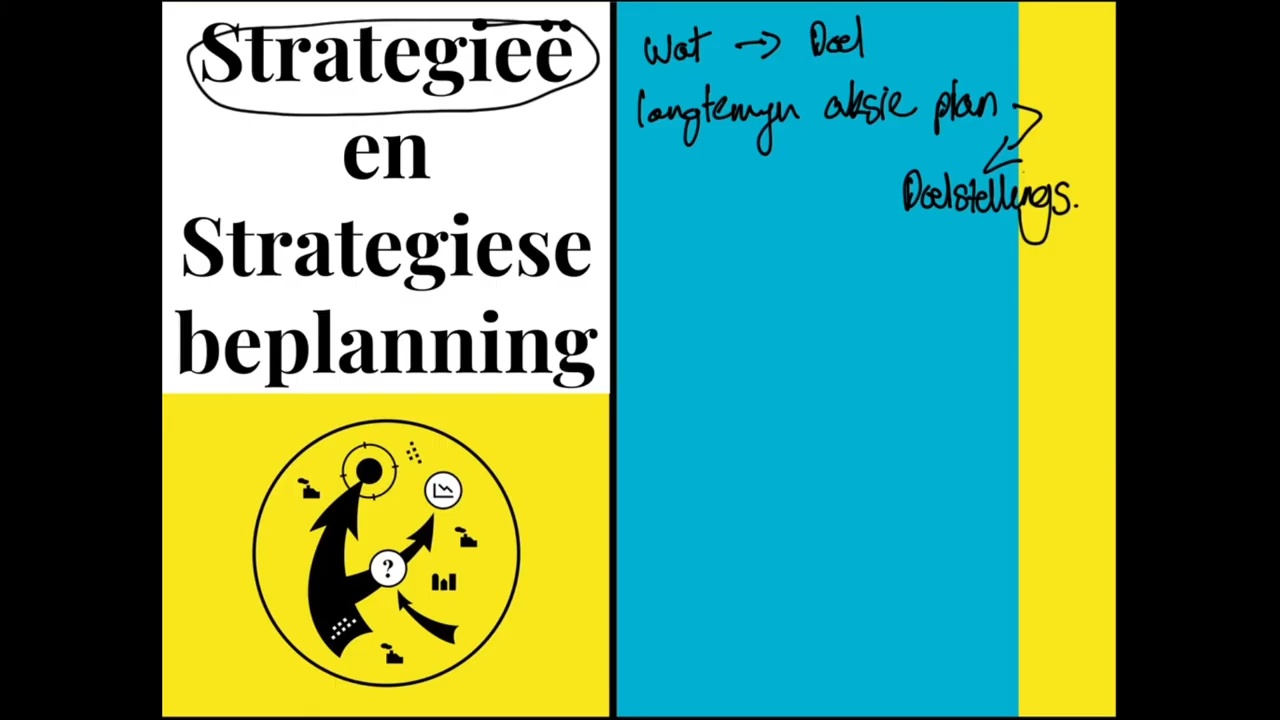 Strategieë
en
Strategiese
beplanning
?
Wat → Doel
langtermyn aksie plan
Doelstellings.